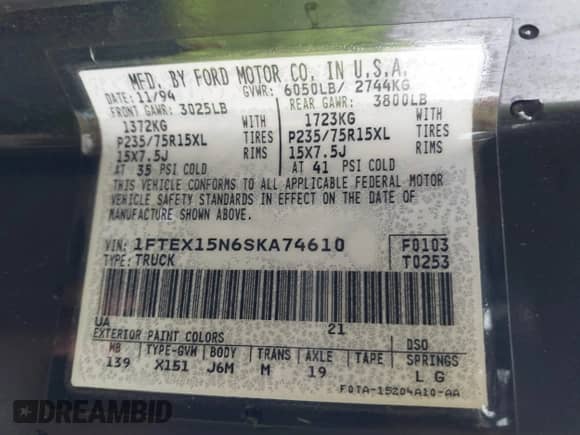 MFD. BY FORD MOTOR CO. IN U.S.A.
DATE: 11/94 GVWR: 6050LB/ 2744KG
FRONT GAWR: 3025LB REAR GAWR: 3800LB
1372KG WITH 1723KG WITH
P235/75R15XL TIRES P235/75R15XL TIRES
15X7.5J RIMS 15X7.5J RIMS
AT 35 PSI COLD AT 41 PSI COLD
THIS VEHICLE CONFORMS TO ALL APPLICABLE FEDERAL MOTOR
VEHICLE SAFETY STANDARDS IN EFFECT ON THE DATE OF
MANUFACTURE SHOWN ABOVE.
VIN: 1FTEX15N6SKA74610 F0103
TYPE: TRUCK T0253
UA 21
EXTERIOR PAINT COLORS DSO
WB TYPE-GVW BODY TRANS AXLE TAPE SPRINGS
139 X151 J6M M 19 L G
F0TA-15204A10-AA
DREAMBID